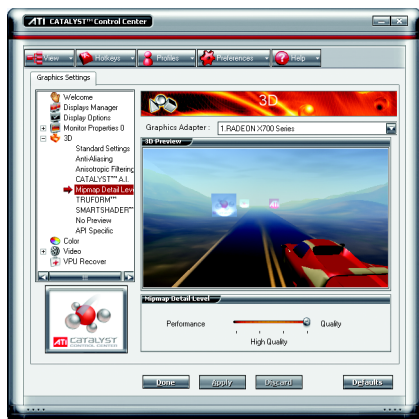 ATI CATALYST™ Control Center
View
Hotkeys
Profiles
Preferences
Help
Graphics Settings
Welcome
Displays Manager
Display Options
Monitor Properties 0
3D
Standard Settings
Anti-Aliasing
Anisotropic Filtering
CATALYST™ A.I.
Mipmap Detail Leve
TRUFORM™
SMARTSHADER™
No Preview
API Specific
Color
Video
VPU Recover
ATI CATALYST
CONTROL CENTER
3D
Graphics Adapter :
1.RADEON X700 Series
3D Preview
ATI
Mipmap Detail Level
Performance
Quality
High Quality
Done
Apply
Discard
Defaults